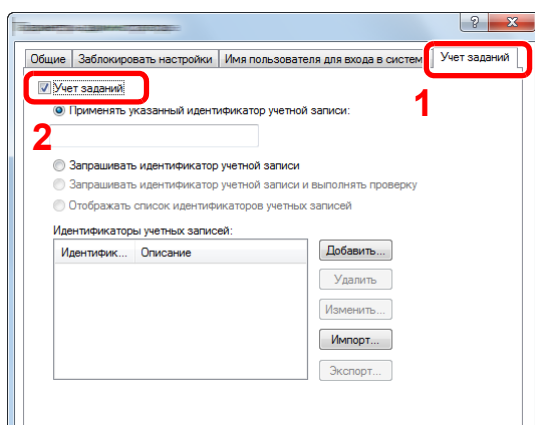 Общие Заблокировать настройки Имя пользователя для входа в систем Учет заданий
Учет заданий
1
Применять указанный идентификатор учетной записи:
2
Запрашивать идентификатор учетной записи
Запрашивать идентификатор учетной записи и выполнять проверку
Отображать список идентификаторов учетных записей
Идентификаторы учетных записей:
Идентифик... Описание
Добавить...
Удалить
Изменить...
Импорт...
Экспорт...